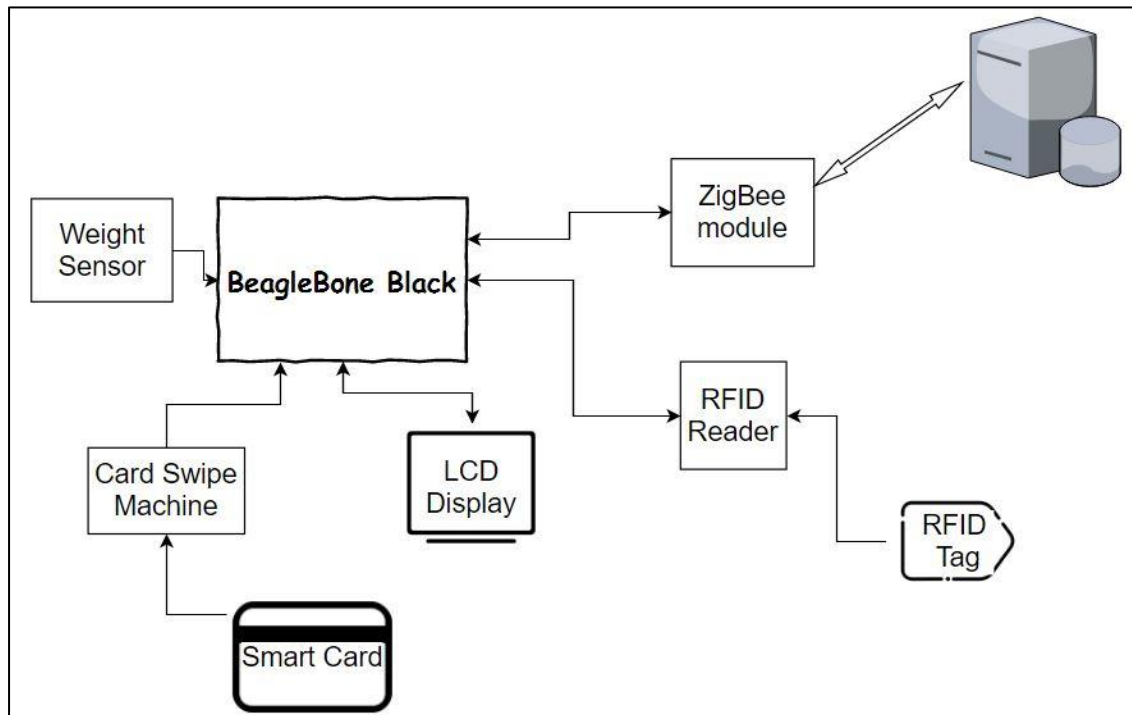 ZigBee
module
Weight
Sensor
BeagleBone Black
RFID
Reader
Card Swipe
Machine
LCD
Display
RFID
Tag
Smart Card